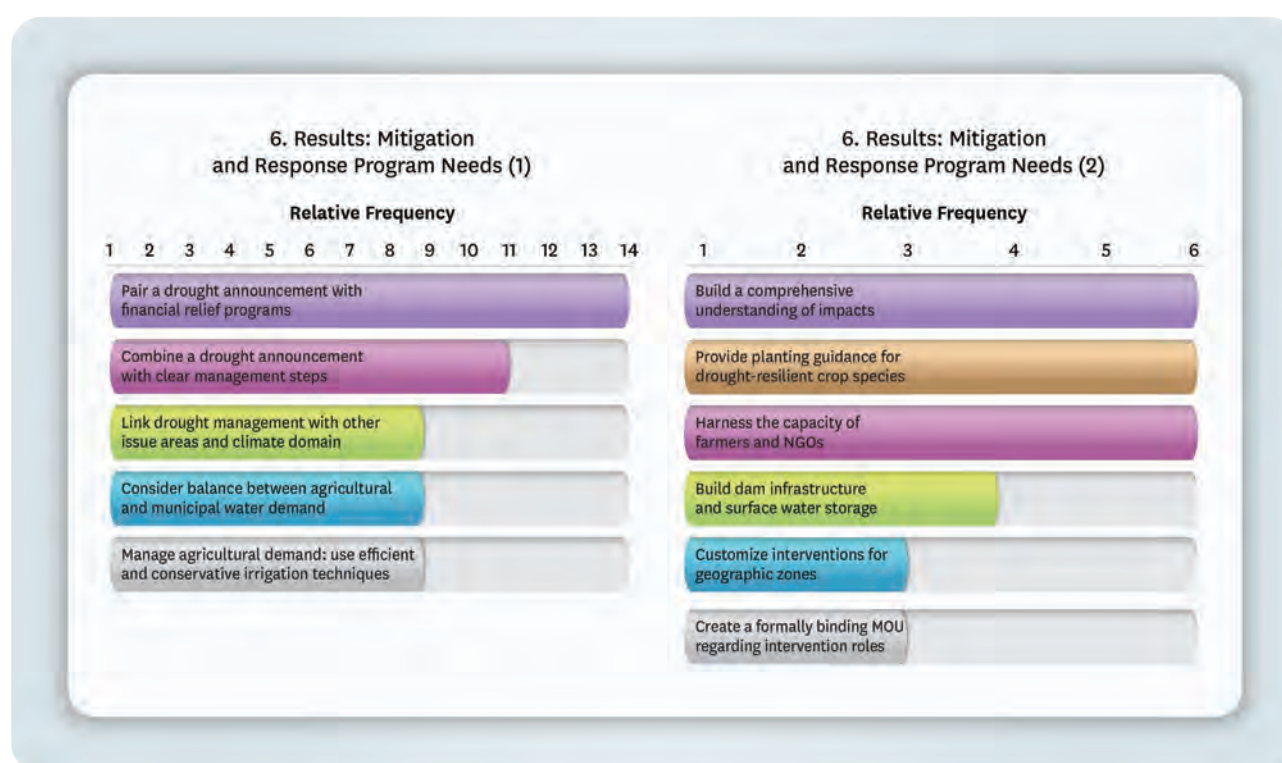 6. Results: Mitigation
and Response Program Needs (1)
Relative Frequency
1 2 3 4 5 6 7 8 9 10 11 12 13 14
Pair a drought announcement with
financial relief programs
Combine a drought announcement
with clear management steps
Link drought management with other
issue areas and climate domain
Consider balance between agricultural
and municipal water demand
Manage agricultural demand: use efficient
and conservative irrigation techniques
6. Results: Mitigation
and Response Program Needs (2)
Relative Frequency
1 2 3 4 5 6
Build a comprehensive
understanding of impacts
Provide planting guidance for
drought-resilient crop species
Harness the capacity of
farmers and NGOs
Build dam infrastructure
and surface water storage
Customize interventions for
geographic zones
Create a formally binding MOU
regarding intervention roles